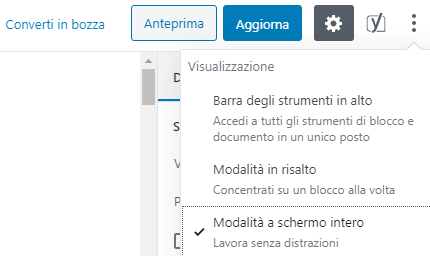 Converti in bozza Anteprima Aggiorna
Visualizzazione
Barra degli strumenti in alto
Accedi a tutti gli strumenti di blocco e
documento in un unico posto
Modalità in risalto
Concentrati su un blocco alla volta
Modalità a schermo intero
Lavora senza distrazioni